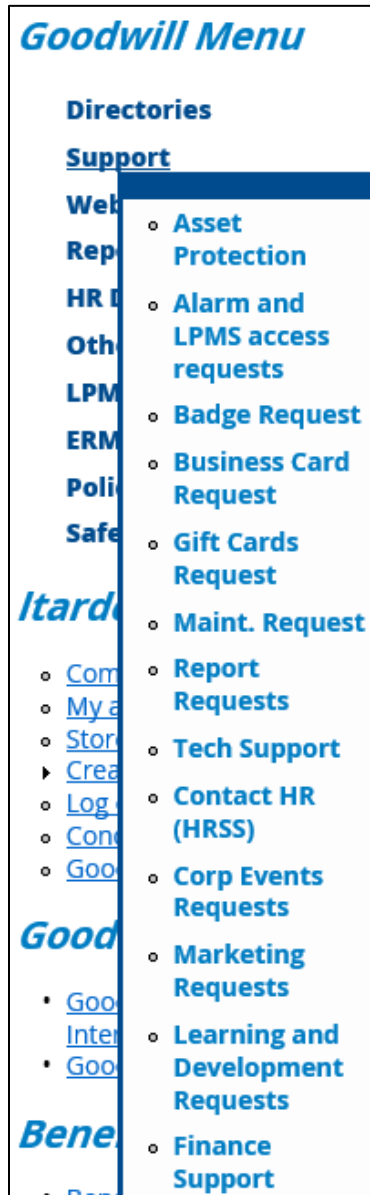 Goodwill Menu
Directories
Support
Asset
Protection
Alarm and
LPMS access
requests
Badge Request
Business Card
Request
Gift Cards
Request
Maint. Request
Report
Requests
Tech Support
Contact HR
(HRSS)
Corp Events
Requests
Marketing
Requests
Learning and
Development
Requests
Finance
Support
HR
My